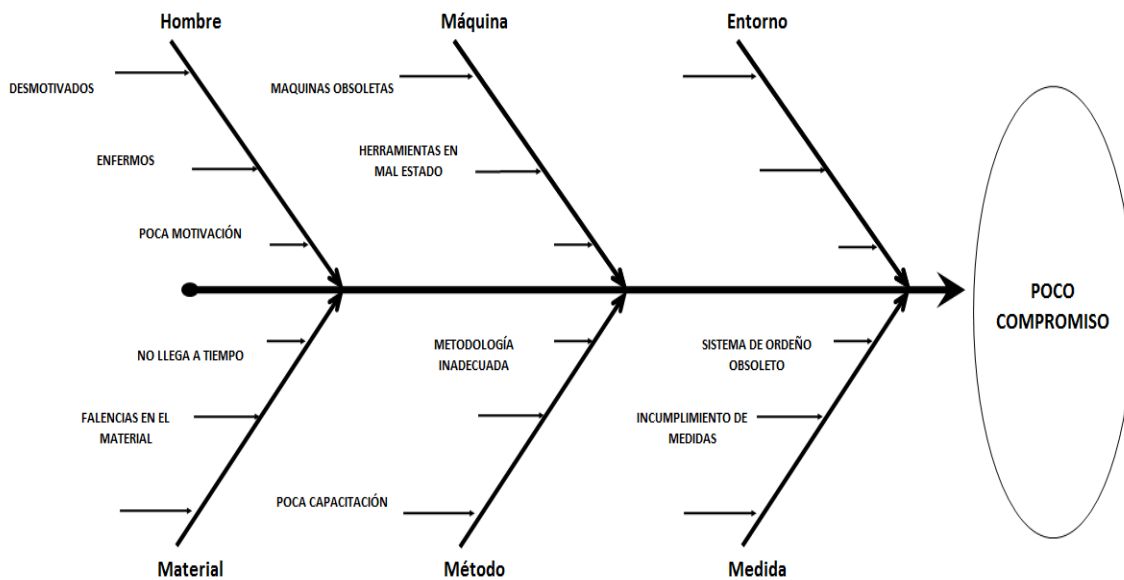 Hombre
Máquina
Entorno
DESMOTIVADOS
MAQUINAS OBSOLETAS
ENFERMOS
HERRAMIENTAS EN
MAL ESTADO
POCA MOTIVACIÓN
POCO
COMPROMISO
NO LLEGA A TIEMPO
METODOLOGÍA
INADECUADA
SISTEMA DE ORDEÑO
OBSOLETO
FALENCIAS EN EL
MATERIAL
INCUMPLIMIENTO DE
MEDIDAS
POCA CAPACITACIÓN
Material
Método
Medida